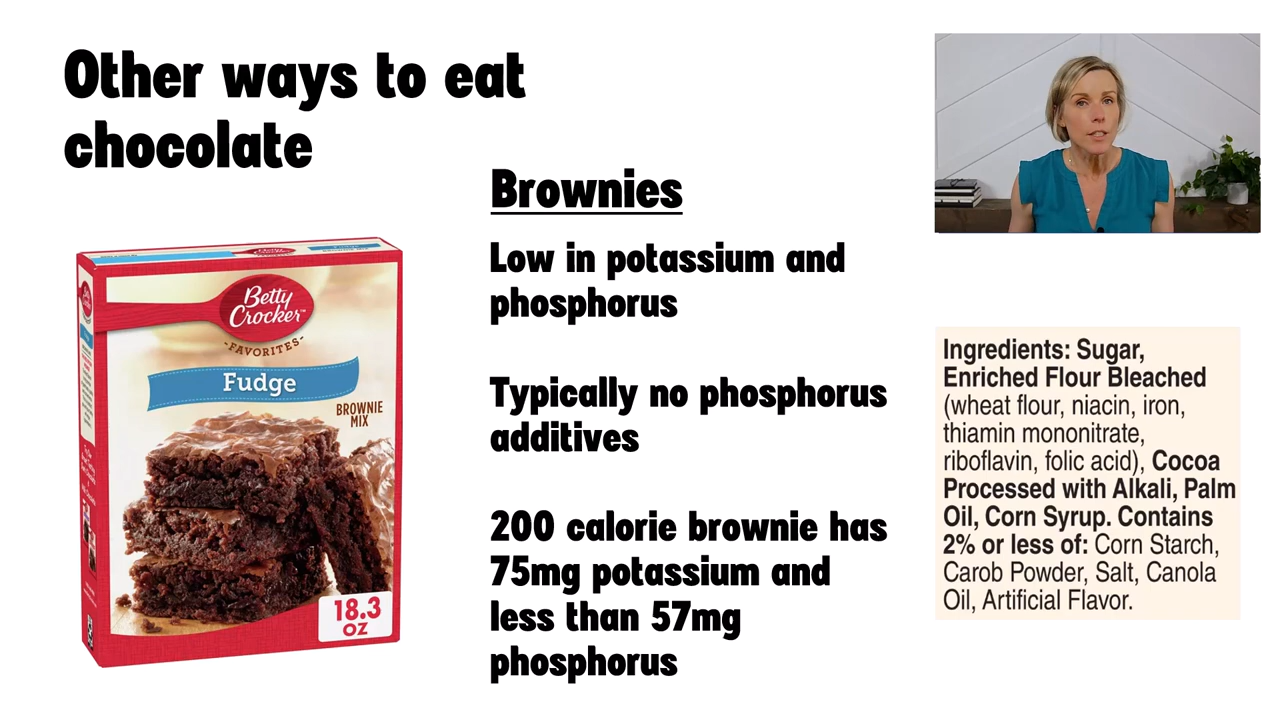 Other ways to eat
chocolate
Brownies
Low in potassium and
phosphorus
Typically no phosphorus
additives
200 calorie brownie has
75mg potassium and
less than 57mg
phosphorus
Betty
Crocker™
FAVORITES
Fudge
BROWNIE
MIX
18.3
OZ
Ingredients: Sugar,
Enriched Flour Bleached
(wheat flour, niacin, iron,
thiamin mononitrate,
riboflavin, folic acid), Cocoa
Processed with Alkali, Palm
Oil, Corn Syrup. Contains
2% or less of: Corn Starch,
Carob Powder, Salt, Canola
Oil, Artificial Flavor.